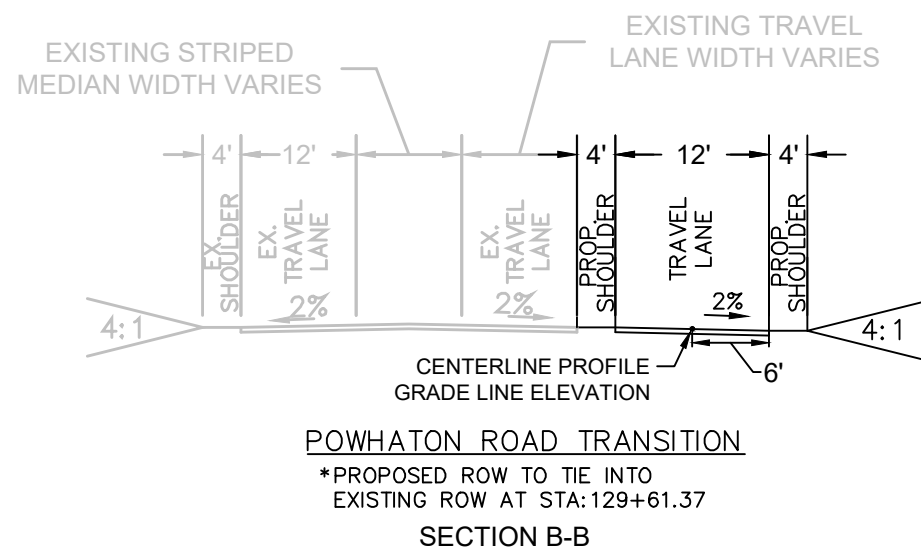 EXISTING STRIPED
MEDIAN WIDTH VARIES
EXISTING TRAVEL
LANE WIDTH VARIES
4'
12'
4'
12'
4'
EX.
SHOULDER
EX.
TRAVEL
LANE
EX.
TRAVEL
LANE
PROP.
SHOULDER
TRAVEL
LANE
PROP.
SHOULDER
2%
2%
2%
4:1
4:1
CENTERLINE PROFILE
GRADE LINE ELEVATION
6'
POWHATON ROAD TRANSITION
*PROPOSED ROW TO TIE INTO
EXISTING ROW AT STA:129+61.37
SECTION B-B